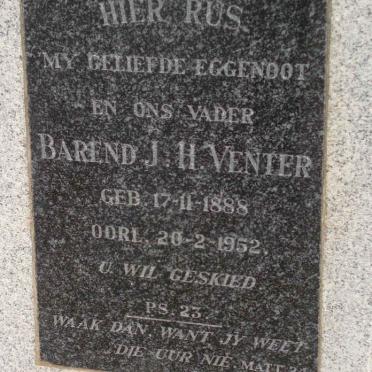 HIER RUS
MY GELIEFDE EGGENOOT
EN ONS VADER
BAREND J. H. VENTER
GEB. 17-11-1888
OORL. 20-2-1952.
U WIL GESKIED
PS. 23
WAAK DAN, WANT JY WEET
DIE UUR NIE MATT.